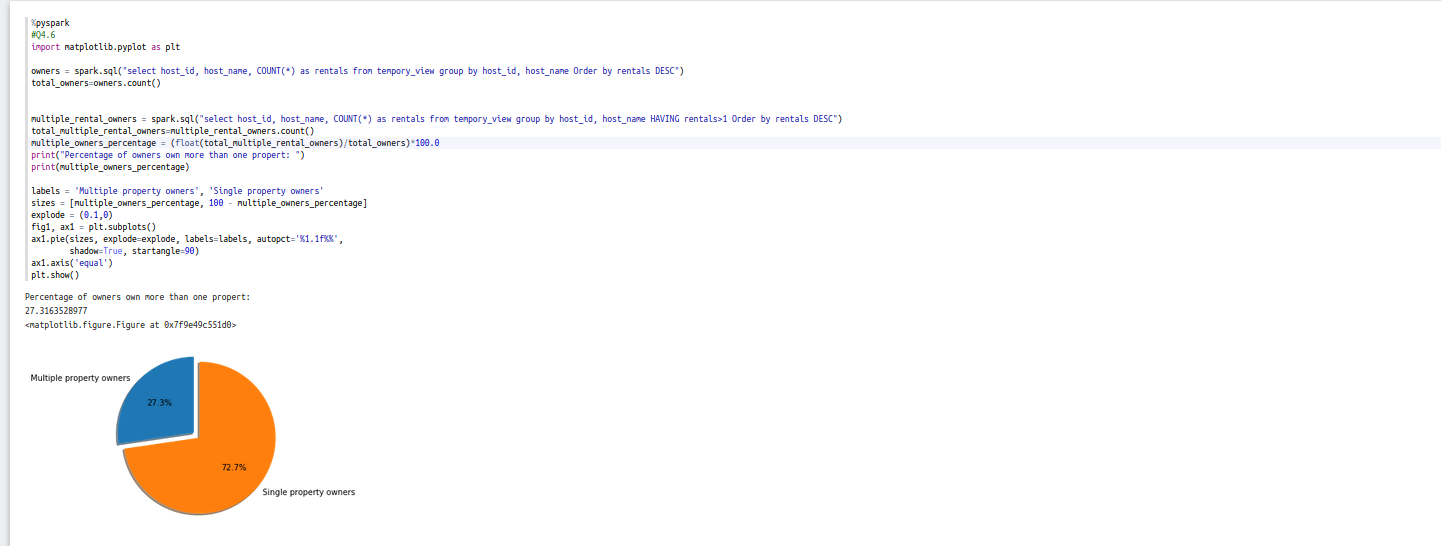 %pyspark
#Q4.6
import matplotlib.pyplot as plt
owners = spark.sql("select host_id, host_name, COUNT(*) as rentals from tempory_view group by host_id, host_name Order by rentals DESC")
total_owners=owners.count()
multiple_rental_owners = spark.sql("select host_id, host_name, COUNT(*) as rentals from tempory_view group by host_id, host_name HAVING rentals>1 Order by rentals DESC")
total_multiple_rental_owners=multiple_rental_owners.count()
multiple_owners_percentage = (float(total_multiple_rental_owners)/total_owners)*100.0
print("Percentage of owners own more than one propert: ")
print(multiple_owners_percentage)
labels = 'Multiple property owners', 'Single property owners'
sizes = [multiple_owners_percentage, 100 - multiple_owners_percentage]
explode = (0.1,0)
fig1, ax1 = plt.subplots()
ax1.pie(sizes, explode=explode, labels=labels, autopct='%1.1f%%',
shadow=True, startangle=90)
ax1.axis('equal')
plt.show()
Percentage of owners own more than one propert:
27.3163528977
<matplotlib.figure.Figure at 0x7f9e49c551d0>
Multiple property owners
27.3%
72.7%
Single property owners